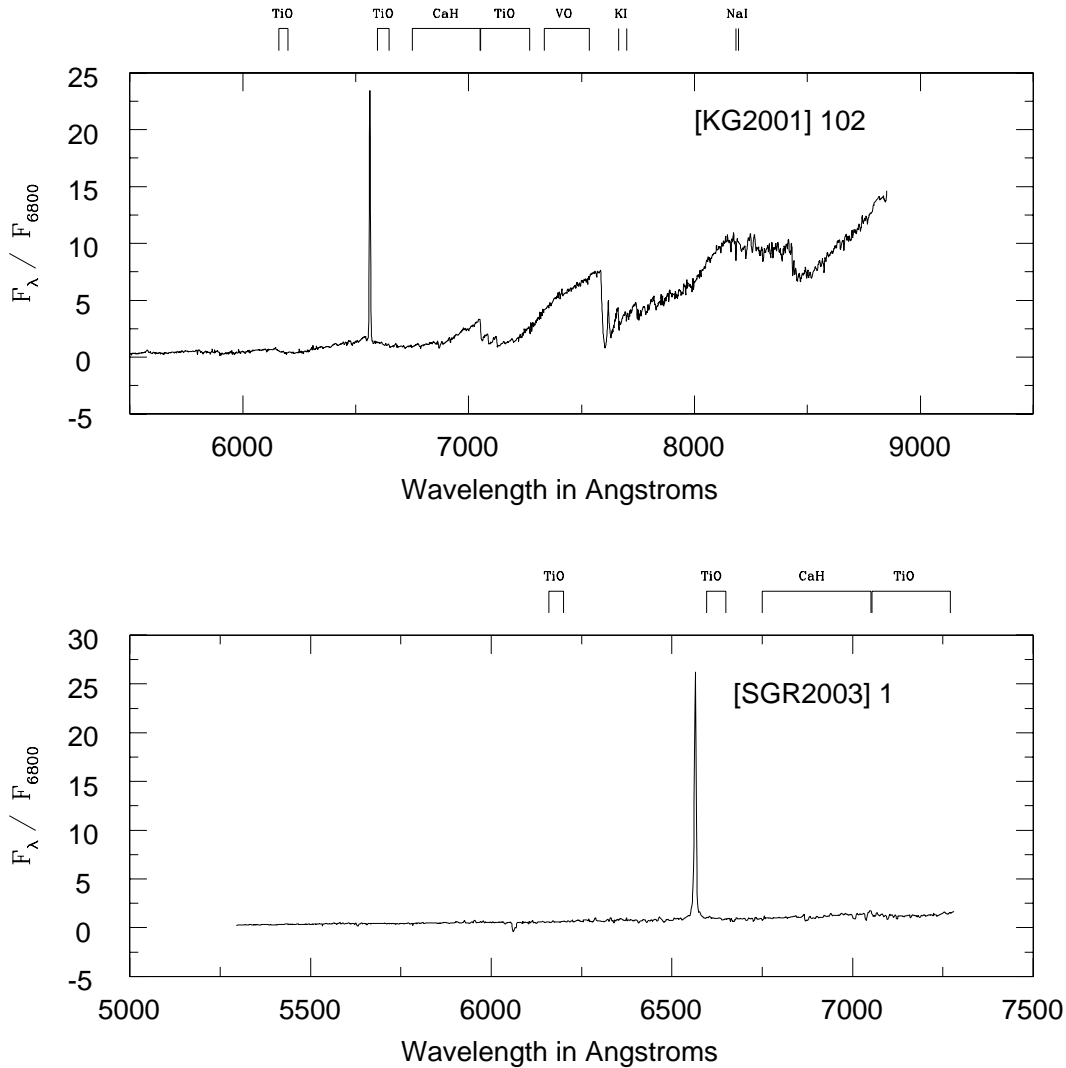 TiO TiO CaH TiO VO KI NaI
25
[KG2001] 102
20
15
10
5
0
-5
F_λ / F_6800
6000 7000 8000 9000
Wavelength in Angstroms
TiO TiO CaH TiO
30
[SGR2003] 1
25
20
15
10
5
0
-5
F_λ / F_6800
5000 5500 6000 6500 7000 7500
Wavelength in Angstroms